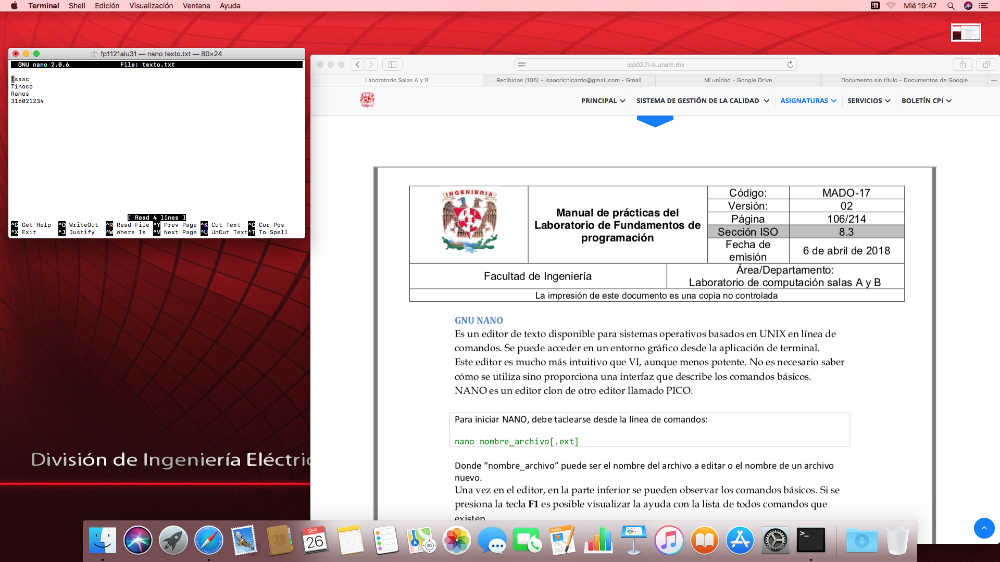 Terminal Shell Edición Visualización Ventana Ayuda Mié 19:47
fp1121alu31 — nano texto.txt — 80×24
GNU nano 2.0.6 File: texto.txt
Isaac
Tinoco
Ramos
316021234
[ Read 4 lines ]
^G Get Help ^O WriteOut ^R Read File ^Y Prev Page ^K Cut Text ^C Cur Pos
^X Exit ^J Justify ^W Where Is ^V Next Page ^U UnCut Text ^T To Spell
División de Ingeniería Eléctric
lcp02.fi-b.unam.mx
Laboratorio Salas A y B Recibidos (106) - isaacrichicardo@gmail.com - Gmail Mi unidad - Google Drive Documento sin título - Documentos de Google
PRINCIPAL SISTEMA DE GESTIÓN DE LA CALIDAD ASIGNATURAS SERVICIOS BOLETÍN CPI
INGENIERIA
F I
Manual de prácticas del
Laboratorio de Fundamentos de
programación
Código: MADO-17
Versión: 02
Página 106/214
Sección ISO 8.3
Fecha de
emisión
6 de abril de 2018
Facultad de Ingeniería
Área/Departamento:
Laboratorio de computación salas A y B
La impresión de este documento es una copia no controlada
GNU NANO
Es un editor de texto disponible para sistemas operativos basados en UNIX en línea de
comandos. Se puede acceder en un entorno gráfico desde la aplicación de terminal.
Este editor es mucho más intuitivo que VI, aunque menos potente. No es necesario saber
cómo se utiliza sino proporciona una interfaz que describe los comandos básicos.
NANO es un editor clon de otro editor llamado PICO.
Para iniciar NANO, debe taclearse desde la línea de comandos:
nano nombre_archivo[.ext]
Donde “nombre_archivo” puede ser el nombre del archivo a editar o el nombre de un archivo
nuevo.
Una vez en el editor, en la parte inferior se pueden observar los comandos básicos. Si se
presiona la tecla F1 es posible visualizar la ayuda con la lista de todos comandos que
existen.
SEP.
26
3D
PAGES
>_